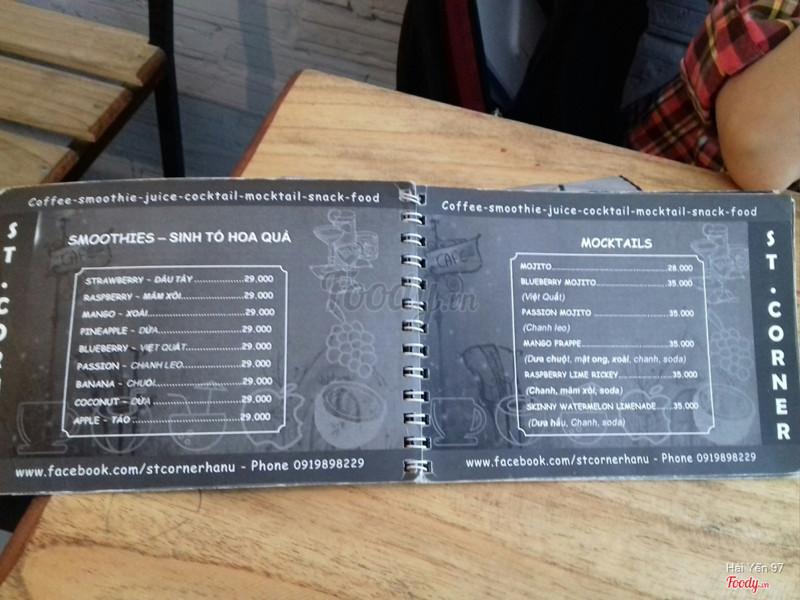 Coffee-smoothie-juice-cocktail-mocktail-snack-food
SMOOTHIES – SINH TỐ HOA QUẢ
STRAWBERRY - DÂU TÂY....................29.000
RASPBERRY - MÂM XÔI....................29.000
MANGO - XOÀI....................29.000
PINEAPPLE - DỨA....................29.000
BLUEBERRY - VIỆT QUẤT....................29.000
PASSION - CHANH LEO....................29.000
BANANA - CHUỐI....................29.000
COCONUT - DỪA....................29.000
APPLE - TÁO....................29.000
www.facebook.com/stcornerhanu - Phone 0919898229
ST.CORN
Coffee-smoothie-juice-cocktail-mocktail-snack-food
MOCKTAILS
MOJITO....................28.000
BLUEBERRY MOJITO....................35.000
(Việt Quất)
PASSION MOJITO....................35.000
(Chanh leo)
MANGO FRAPPE....................35.000
(Dưa chuột, mật ong, xoài, chanh, soda)
RASPBERRY LIME RICKEY....................35.000
(Chanh, mâm xôi, soda)
SKINNY WATERMELON LIMENADE......35.000
(Dưa hấu, Chanh, soda)
www.facebook.com/stcornerhanu - Phone 0919898229
ST.CORNER
CAFE
Foody.vn
Hải Yến 97
Foody.vn